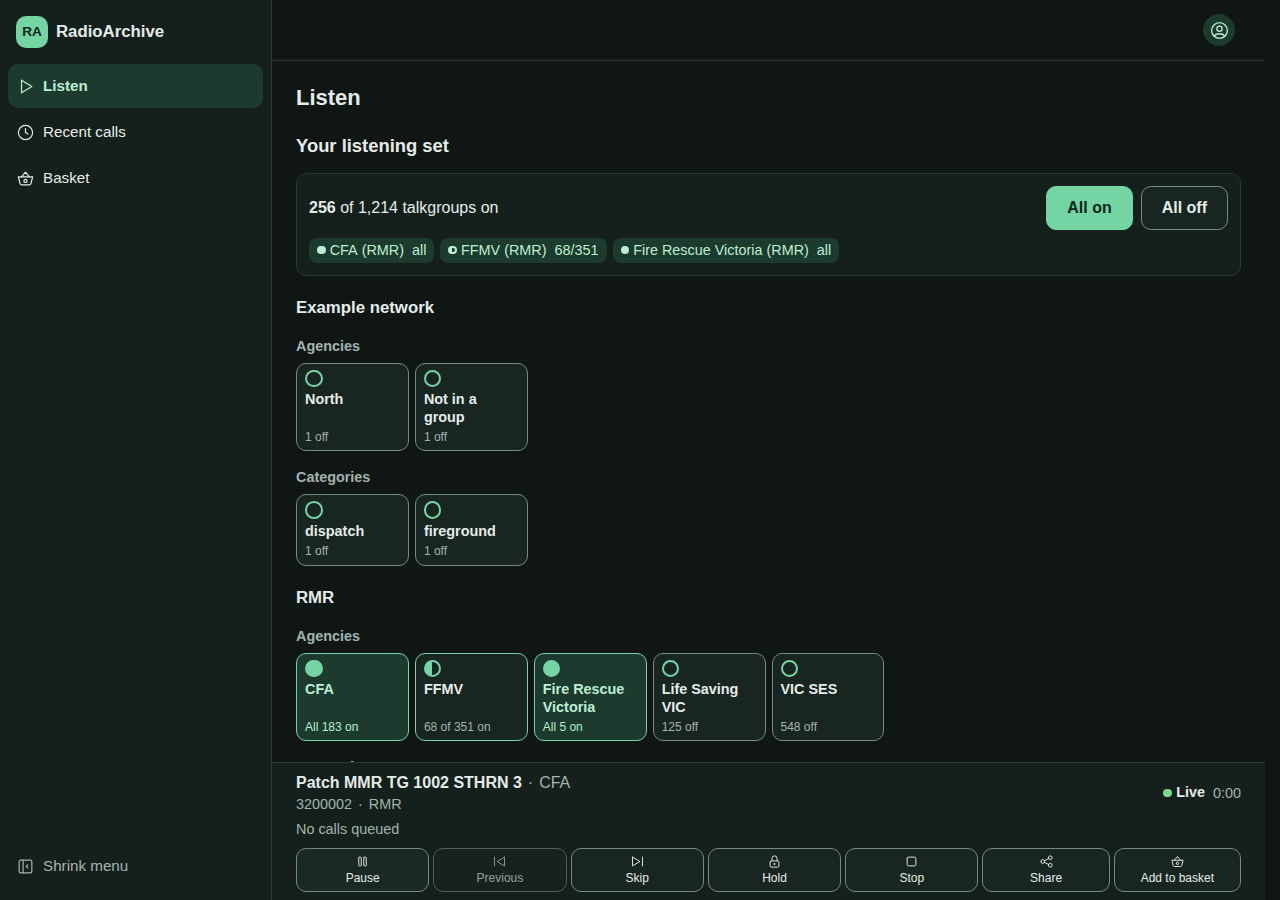 RA RadioArchive
Listen
Recent calls
Basket
Shrink menu
Listen
Your listening set
256 of 1,214 talkgroups on
All on
All off
CFA (RMR) all
FFMV (RMR) 68/351
Fire Rescue Victoria (RMR) all
Example network
Agencies
North
1 off
Not in a
group
1 off
Categories
dispatch
1 off
fireground
1 off
RMR
Agencies
CFA
All 183 on
FFMV
68 of 351 on
Fire Rescue
Victoria
All 5 on
Life Saving
VIC
125 off
VIC SES
548 off
Patch MMR TG 1002 STHRN 3 · CFA
3200002 · RMR
Live 0:00
No calls queued
Pause
Previous
Skip
Hold
Stop
Share
Add to basket